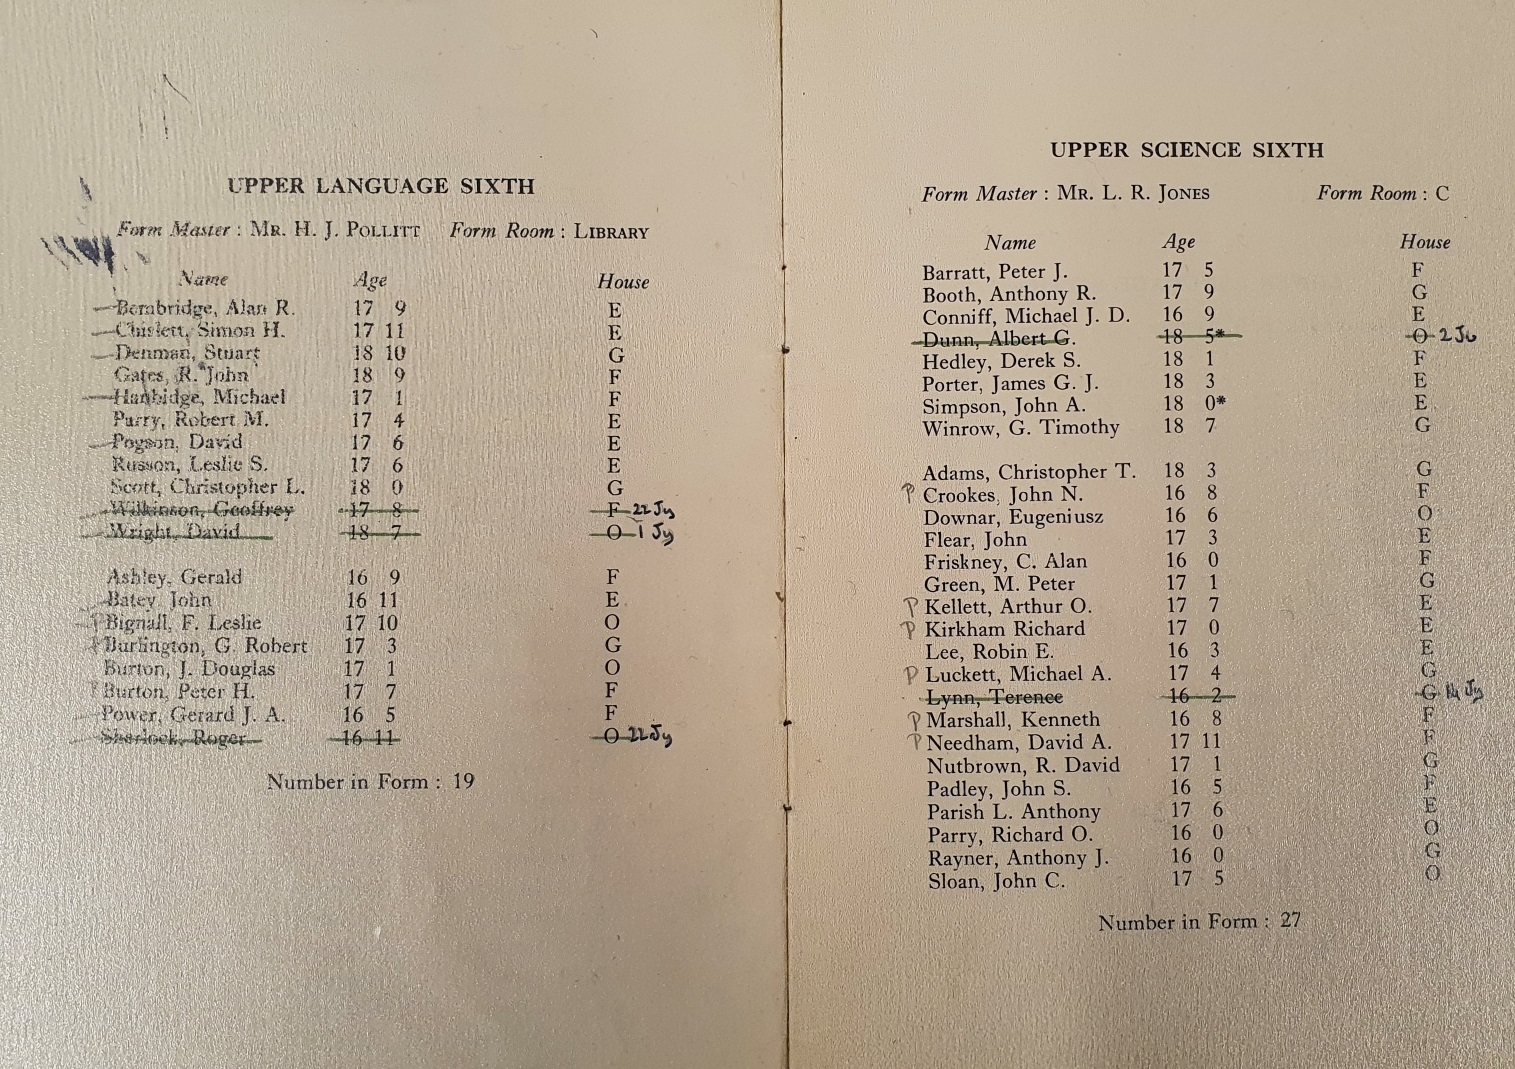 UPPER LANGUAGE SIXTH
Form Master : MR. H. J. POLLITT Form Room : LIBRARY
Name Age House
Bembridge, Alan R. 17 9 E
Chislett, Simon H. 17 11 E
Denman, Stuart 18 10 G
Gates, R. John 18 9 F
Hanbidge, Michael 17 1 F
Parry, Robert M. 17 4 E
Pogson, David 17 6 E
Russon, Leslie S. 17 6 E
Scott, Christopher L. 18 0 G
Wilkinson, Geoffrey 17 8 F 22 Jy
Wright, David 18 7 O 1 Jy
Ashley, Gerald 16 9 F
Batey, John 16 11 E
P Bignall, F. Leslie 17 10 O
P Burlington, G. Robert 17 3 G
Burton, J. Douglas 17 1 O
P Burton, Peter H. 17 7 F
Power, Gerard J. A. 16 5 F
Sherlock, Roger 16 11 O 22 Jy
Number in Form : 19
UPPER SCIENCE SIXTH
Form Master : MR. L. R. JONES Form Room : C
Name Age House
Barratt, Peter J. 17 5 F
Booth, Anthony R. 17 9 G
Conniff, Michael J. D. 16 9 E
Dunn, Albert G. 18 5* O 2 Ju
Hedley, Derek S. 18 1 F
Porter, James G. J. 18 3 E
Simpson, John A. 18 0* E
Winrow, G. Timothy 18 7 G
Adams, Christopher T. 18 3 G
P Crookes, John N. 16 8 F
Downar, Eugeniusz 16 6 O
Flear, John 17 3 E
Friskney, C. Alan 16 0 F
Green, M. Peter 17 1 G
P Kellett, Arthur O. 17 7 E
P Kirkham Richard 17 0 E
Lee, Robin E. 16 3 E
P Luckett, Michael A. 17 4 G
Lynn, Terence 16 2 G 14 Jy
P Marshall, Kenneth 16 8 F
P Needham, David A. 17 11 F
Nutbrown, R. David 17 1 G
Padley, John S. 16 5 F
Parish L. Anthony 17 6 E
Parry, Richard O. 16 0 O
Rayner, Anthony J. 16 0 G
Sloan, John C. 17 5 O
Number in Form : 27